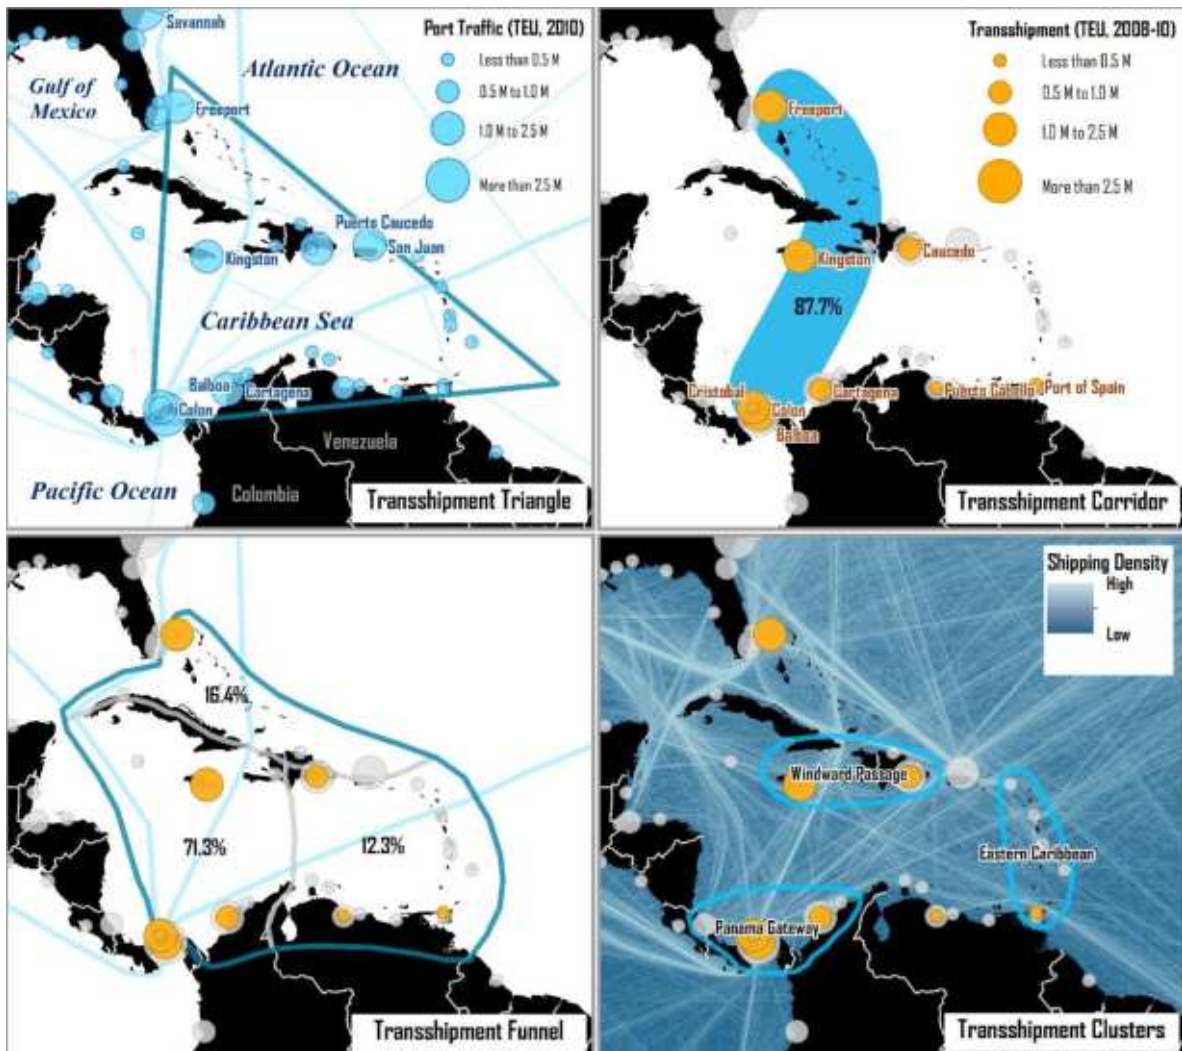 Savannah
Port Traffic (TEU, 2010)
Less than 0.5 M
0.5 M to 1.0 M
1.0 M to 2.5 M
More than 2.5 M
Atlantic Ocean
Gulf of
Mexico
Freeport
Puerto Caucedo
San Juan
Kingston
Caribbean Sea
Balboa
Cartagena
Colon
Venezuela
Pacific Ocean
Colombia
Transshipment Triangle
Transshipment (TEU, 2008-10)
Less than 0.5 M
0.5 M to 1.0 M
1.0 M to 2.5 M
More than 2.5 M
Freeport
Kingston
Caucedo
87.7%
Cristobal
Cartagena
Puerto Cabello
Port of Spain
Colon
Balboa
Transshipment Corridor
16.4%
71.3%
12.3%
Transshipment Funnel
Shipping Density
High
Low
Windward Passage
Eastern Caribbean
Panama Gateway
Transshipment Clusters